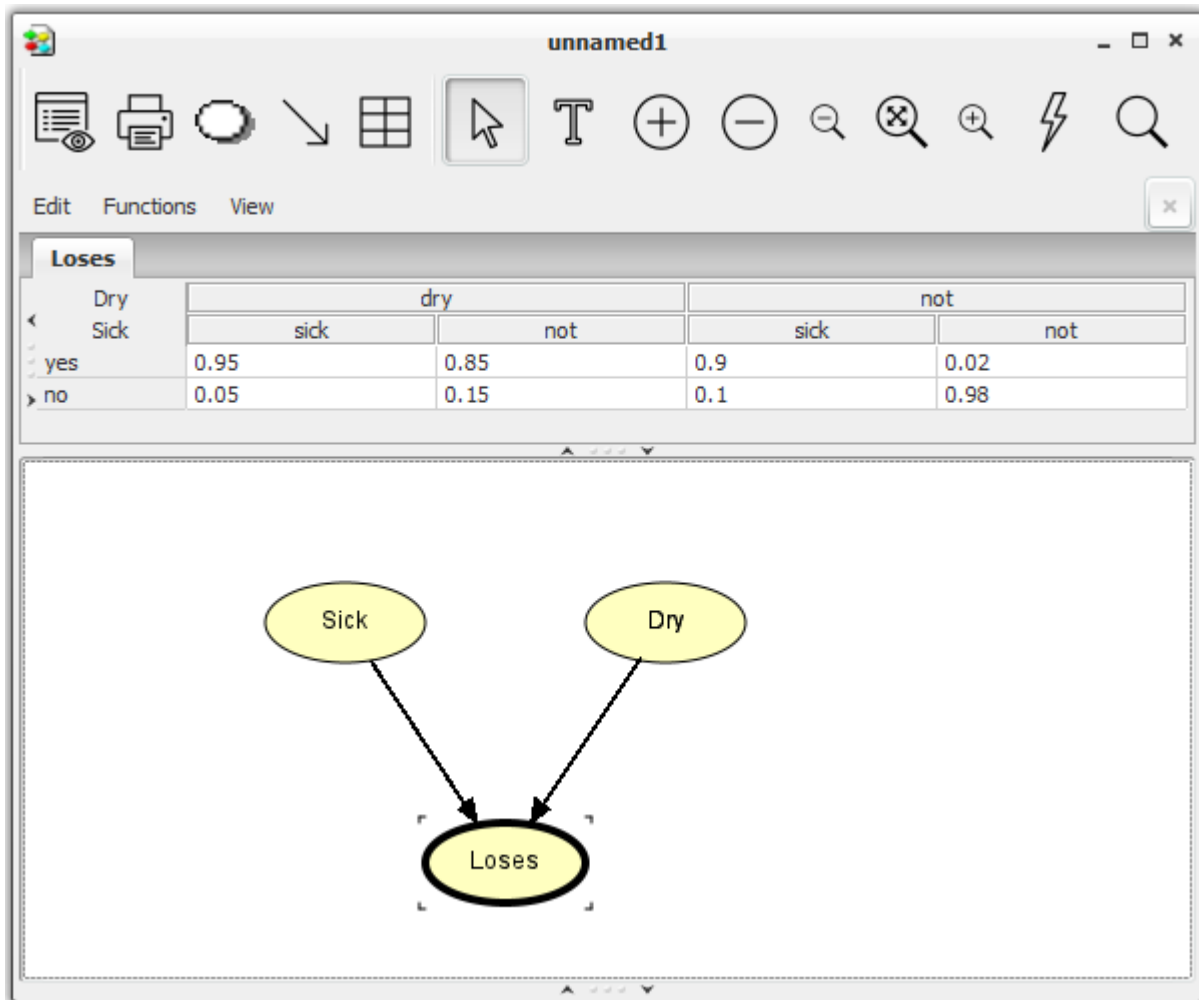 unnamed1
T
Edit Functions View
Loses
Dry dry not
Sick sick not sick not
yes 0.95 0.85 0.9 0.02
no 0.05 0.15 0.1 0.98
Sick Dry
Loses